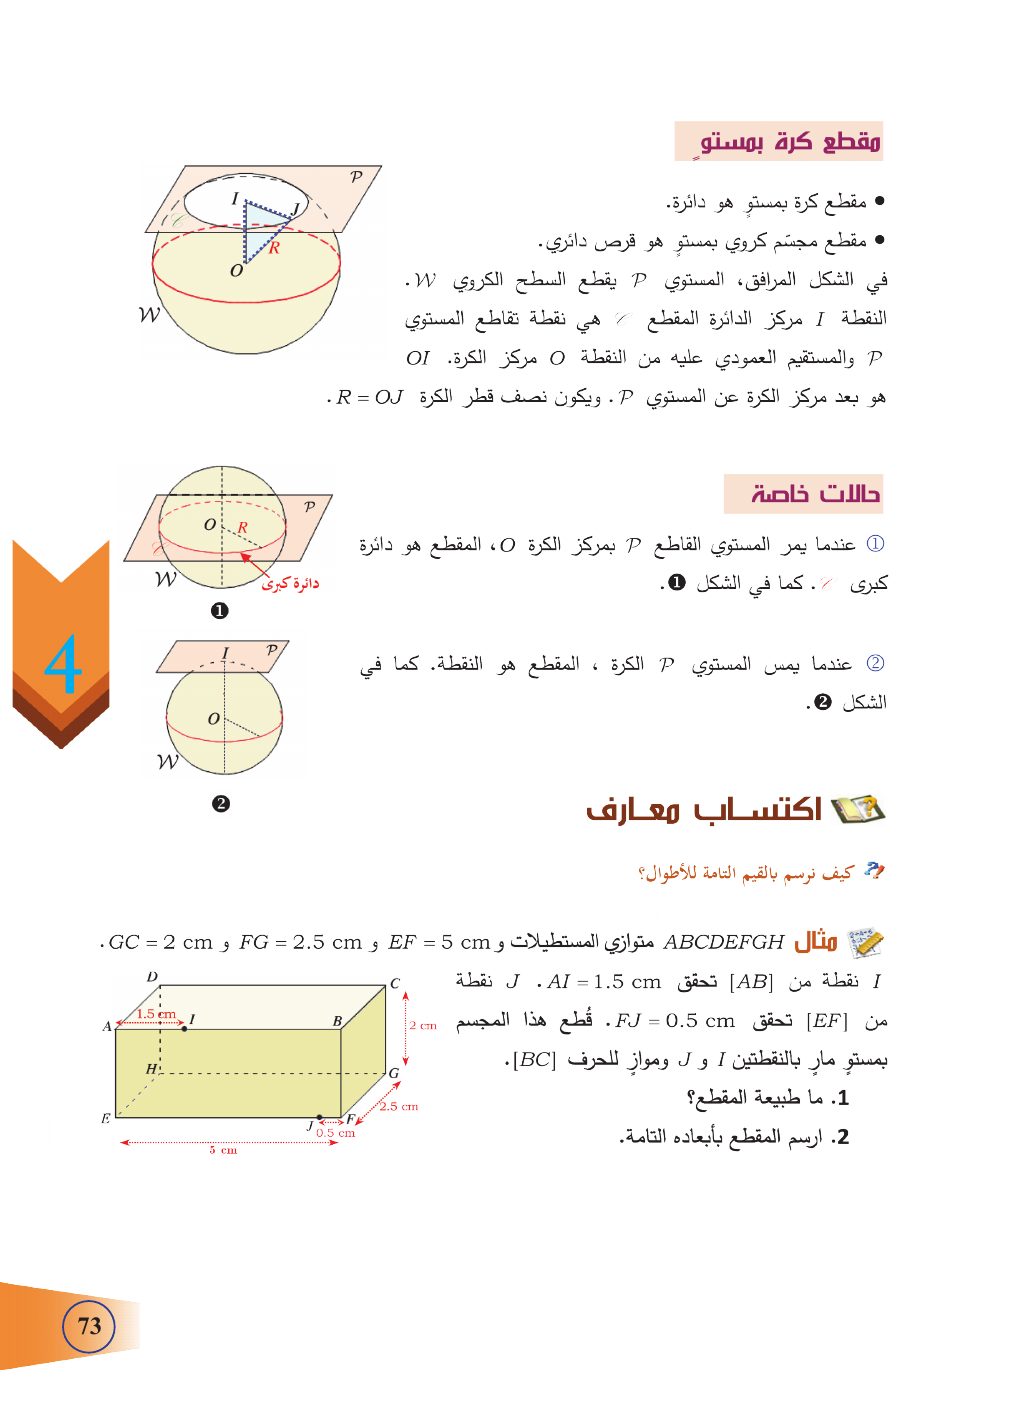 مقطع كرة بمستوٍ
• مقطع كرة بمستوٍ هو دائرة.
• مقطع مجسّم كروي بمستوٍ هو قرص دائري.
في الشكل المرافق، المستوي P يقطع السطح الكروي W.
النقطة I مركز الدائرة المقطع C هي نقطة تقاطع المستوي
P والمستقيم العمودي عليه من النقطة O مركز الكرة. OI
هو بعد مركز الكرة عن المستوي P. ويكون نصف قطر الكرة R = OJ.
P
I
J
C
R
O
W
حالات خاصة
① عندما يمر المستوي القاطع P بمركز الكرة O، المقطع هو دائرة
كبرى C. كما في الشكل ❶.
P
O R
C
W
دائرة كبرى
❶
② عندما يمس المستوي P الكرة ، المقطع هو النقطة. كما في
الشكل ❷.
I P
O
W
❷
4
اكتساب معارف
كيف نرسم بالقيم التامة للأطوال؟
مثال ABCDEFGH متوازي المستطيلات و EF = 5 cm و FG = 2.5 cm و GC = 2 cm.
I نقطة من [AB] تحقق AI = 1.5 cm. J نقطة
من [EF] تحقق FJ = 0.5 cm. قُطع هذا المجسم
بمستوٍ مارٍ بالنقطتين I و J وموازٍ للحرف [BC].
1. ما طبيعة المقطع؟
2. ارسم المقطع بأبعاده التامة.
D C
1.5 cm
A I B
2 cm
H G
2.5 cm
E J F
0.5 cm
5 cm
73